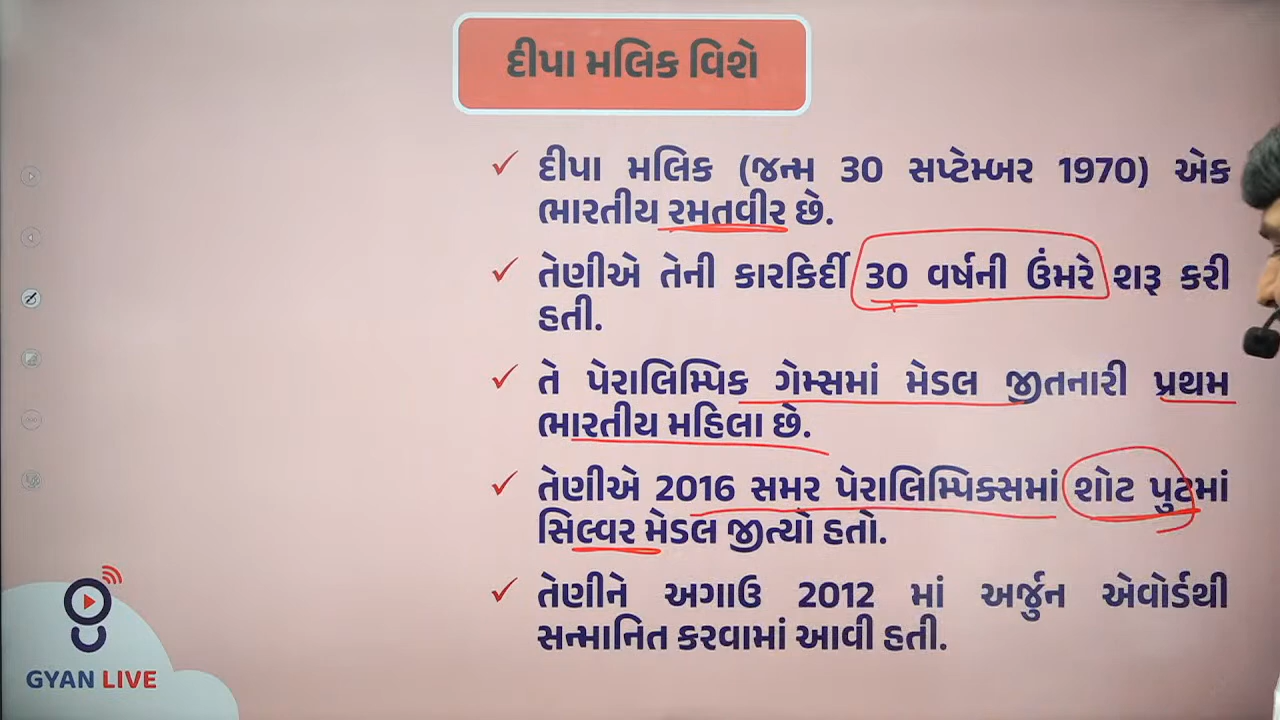 દીપા મલિક વિશે
દીપા મલિક (જન્મ 30 સપ્ટેમ્બર 1970) એક
ભારતીય રમતવીર છે.
તેણીએ તેની કારકિર્દી 30 વર્ષની ઉંમરે શરૂ કરી
હતી.
તે પેરાલિમ્પિક ગેમ્સમાં મેડલ જીતનારી પ્રથમ
ભારતીય મહિલા છે.
તેણીએ 2016 સમર પેરાલિમ્પિક્સમાં શોટ પુટમાં
સિલ્વર મેડલ જીત્યો હતો.
તેણીને અગાઉ 2012 માં અર્જુન એવોર્ડથી
સન્માનિત કરવામાં આવી હતી.
GYAN LIVE